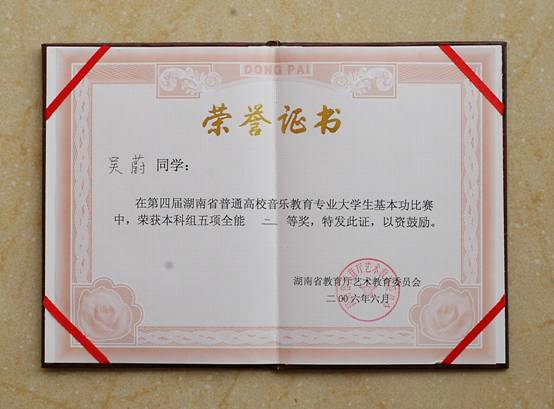 DONG PAI
荣誉证书
吴蔚 同学：
在第四届湖南省普通高校音乐教育专业大学生基本功比赛
中，荣获本科组五项全能 二 等奖，特发此证，以资鼓励。
湖南省教育厅艺术教育委员会
二00六年六月